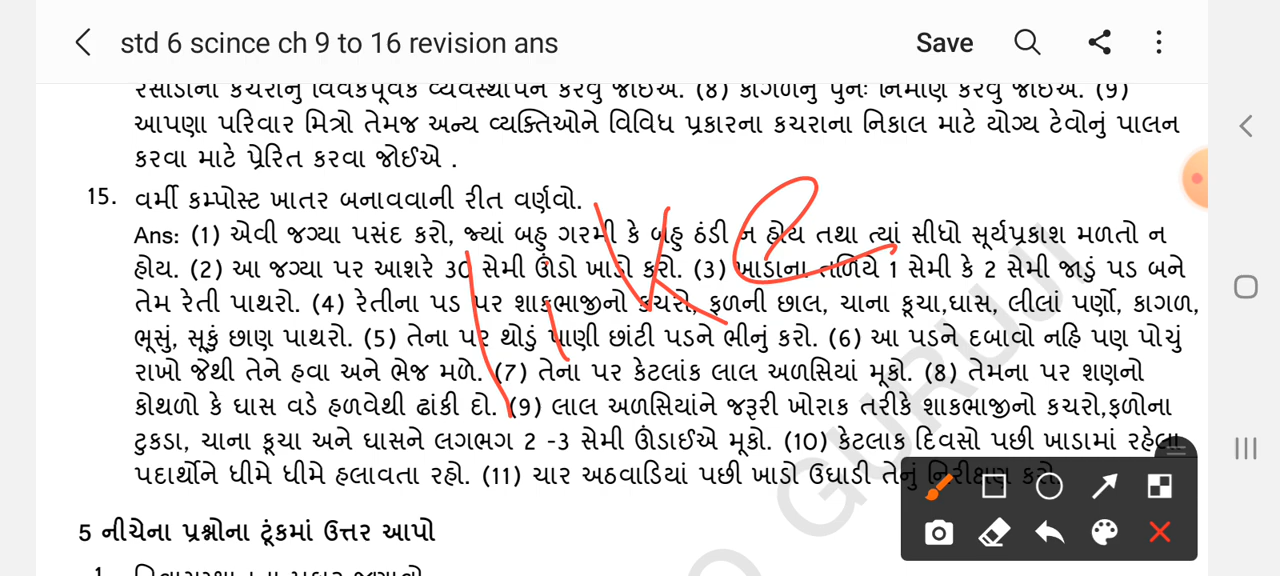 std 6 scince ch 9 to 16 revision ans
Save
રસોડાના કચરાનું વિવેકપૂર્વક વ્યવસ્થાપન કરવું જોઈએ. (8) કાગળનું પુનઃ નિર્માણ કરવું જોઈએ. (9)
આપણા પરિવાર મિત્રો તેમજ અન્ય વ્યક્તિઓને વિવિધ પ્રકારના કચરાના નિકાલ માટે યોગ્ય ટેવોનું પાલન
કરવા માટે પ્રેરિત કરવા જોઈએ .
15. વર્મી કમ્પોસ્ટ ખાતર બનાવવાની રીત વર્ણવો.
Ans: (1) એવી જગ્યા પસંદ કરો, જ્યાં બહુ ગરમી કે બહુ ઠંડી ન હોય તથા ત્યાં સીધો સૂર્યપ્રકાશ મળતો ન
હોય. (2) આ જગ્યા પર આશરે 30 સેમી ઊંડો ખાડો કરો. (3) ખાડાના તળિયે 1 સેમી કે 2 સેમી જાડું પડ બને
તેમ રેતી પાથરો. (4) રેતીના પડ પર શાકભાજીનો કચરો, ફળની છાલ, ચાના કૂચા,ઘાસ, લીલાં પર્ણો, કાગળ,
ભૂસું, સૂકું છાણ પાથરો. (5) તેના પર થોડું પાણી છાંટી પડને ભીનું કરો. (6) આ પડને દબાવો નહિ પણ પોચું
રાખો જેથી તેને હવા અને ભેજ મળે. (7) તેના પર કેટલાંક લાલ અળસિયાં મૂકો. (8) તેમના પર શણનો
કોથળો કે ઘાસ વડે હળવેથી ઢાંકી દો. (9) લાલ અળસિયાંને જરૂરી ખોરાક તરીકે શાકભાજીનો કચરો,ફળોના
ટુકડા, ચાના કૂચા અને ઘાસને લગભગ 2 -3 સેમી ઊંડાઈએ મૂકો. (10) કેટલાક દિવસો પછી ખાડામાં રહેલા
પદાર્થોને ધીમે ધીમે હલાવતા રહો. (11) ચાર અઠવાડિયાં પછી ખાડો ઉઘાડી તેનું નિરીક્ષણ કરો.
5 નીચેના પ્રશ્નોના ટૂંકમાં ઉત્તર આપો
like
GURUJI